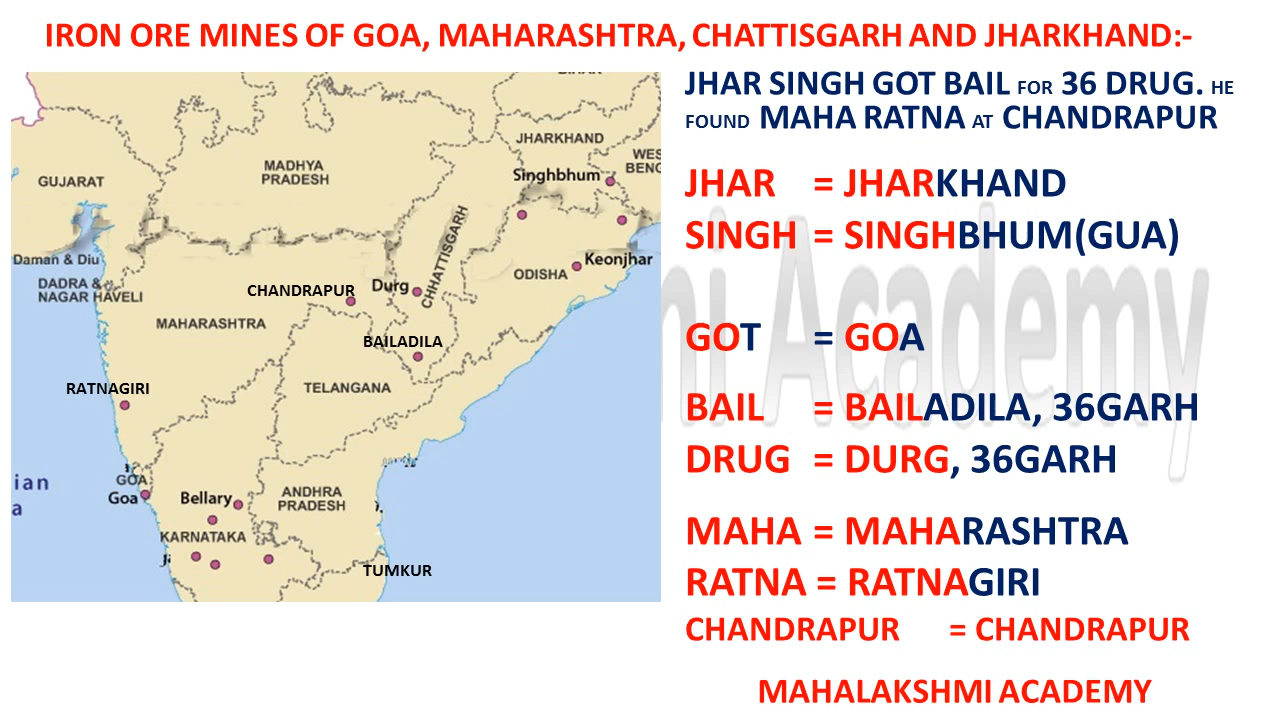 IRON ORE MINES OF GOA, MAHARASHTRA, CHATTISGARH AND JHARKHAND:-
JHAR SINGH GOT BAIL FOR 36 DRUG. HE
FOUND MAHA RATNA AT CHANDRAPUR
JHAR = JHARKHAND
SINGH = SINGHBHUM(GUA)
GOT = GOA
BAIL = BAILADILA, 36GARH
DRUG = DURG, 36GARH
MAHA = MAHARASHTRA
RATNA = RATNAGIRI
CHANDRAPUR = CHANDRAPUR
MAHALAKSHMI ACADEMY
hi Academy
BIHAR
JHARKHAND
WES
BENG
MADHYA
PRADESH
Singhbhum
GUJARAT
CHHATTISGARH
Daman & Diu
Keonjhar
ODISHA
DADRA &
NAGAR HAVELI
CHANDRAPUR
Durg
MAHARASHTRA
BAILADILA
RATNAGIRI
TELANGANA
GOA
Goa
ian
a
Bellary
ANDHRA
PRADESH
KARNATAKA
TUMKUR